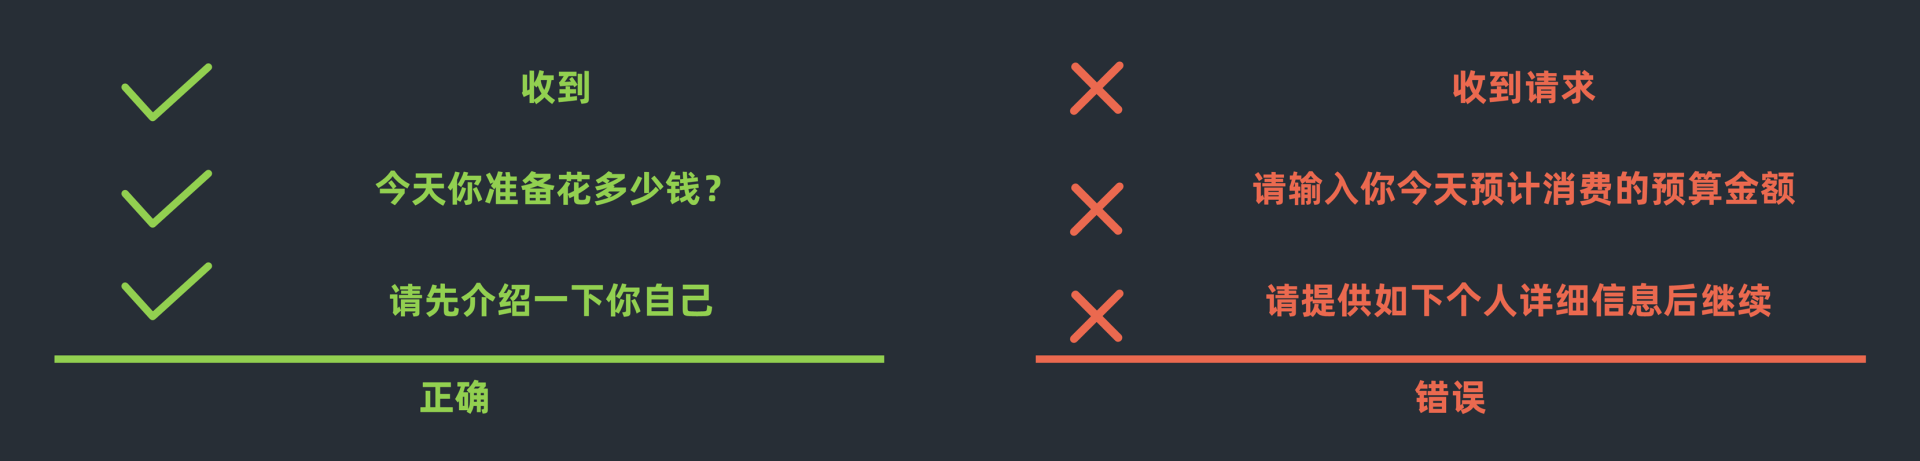 收到
今天你准备花多少钱？
请先介绍一下你自己
正确
收到请求
请输入你今天预计消费的预算金额
请提供如下个人详细信息后继续
错误